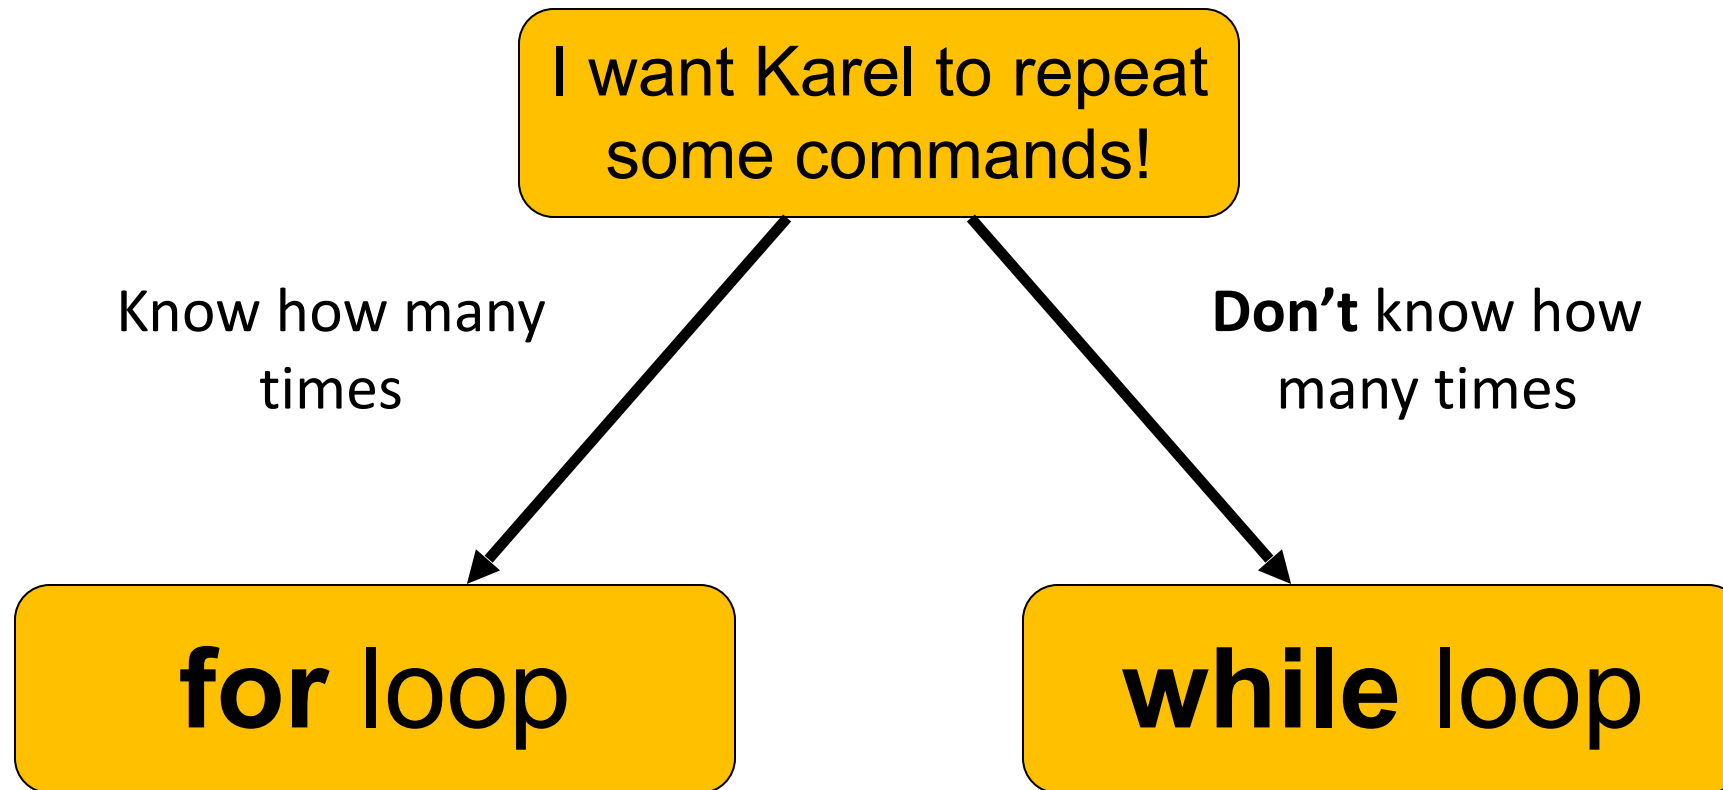 I want Karel to repeat
some commands!
Know how many
times
Don’t know how
many times
for loop
while loop